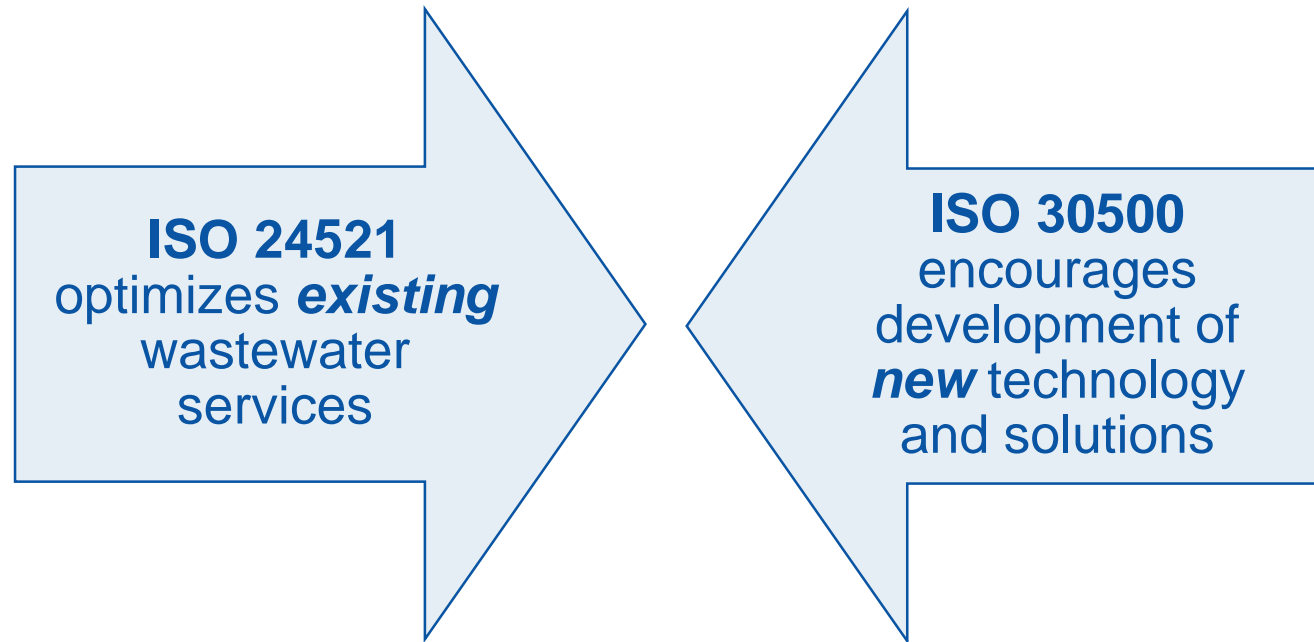 ISO 24521
optimizes existing
wastewater
services
ISO 30500
encourages
development of
new technology
and solutions